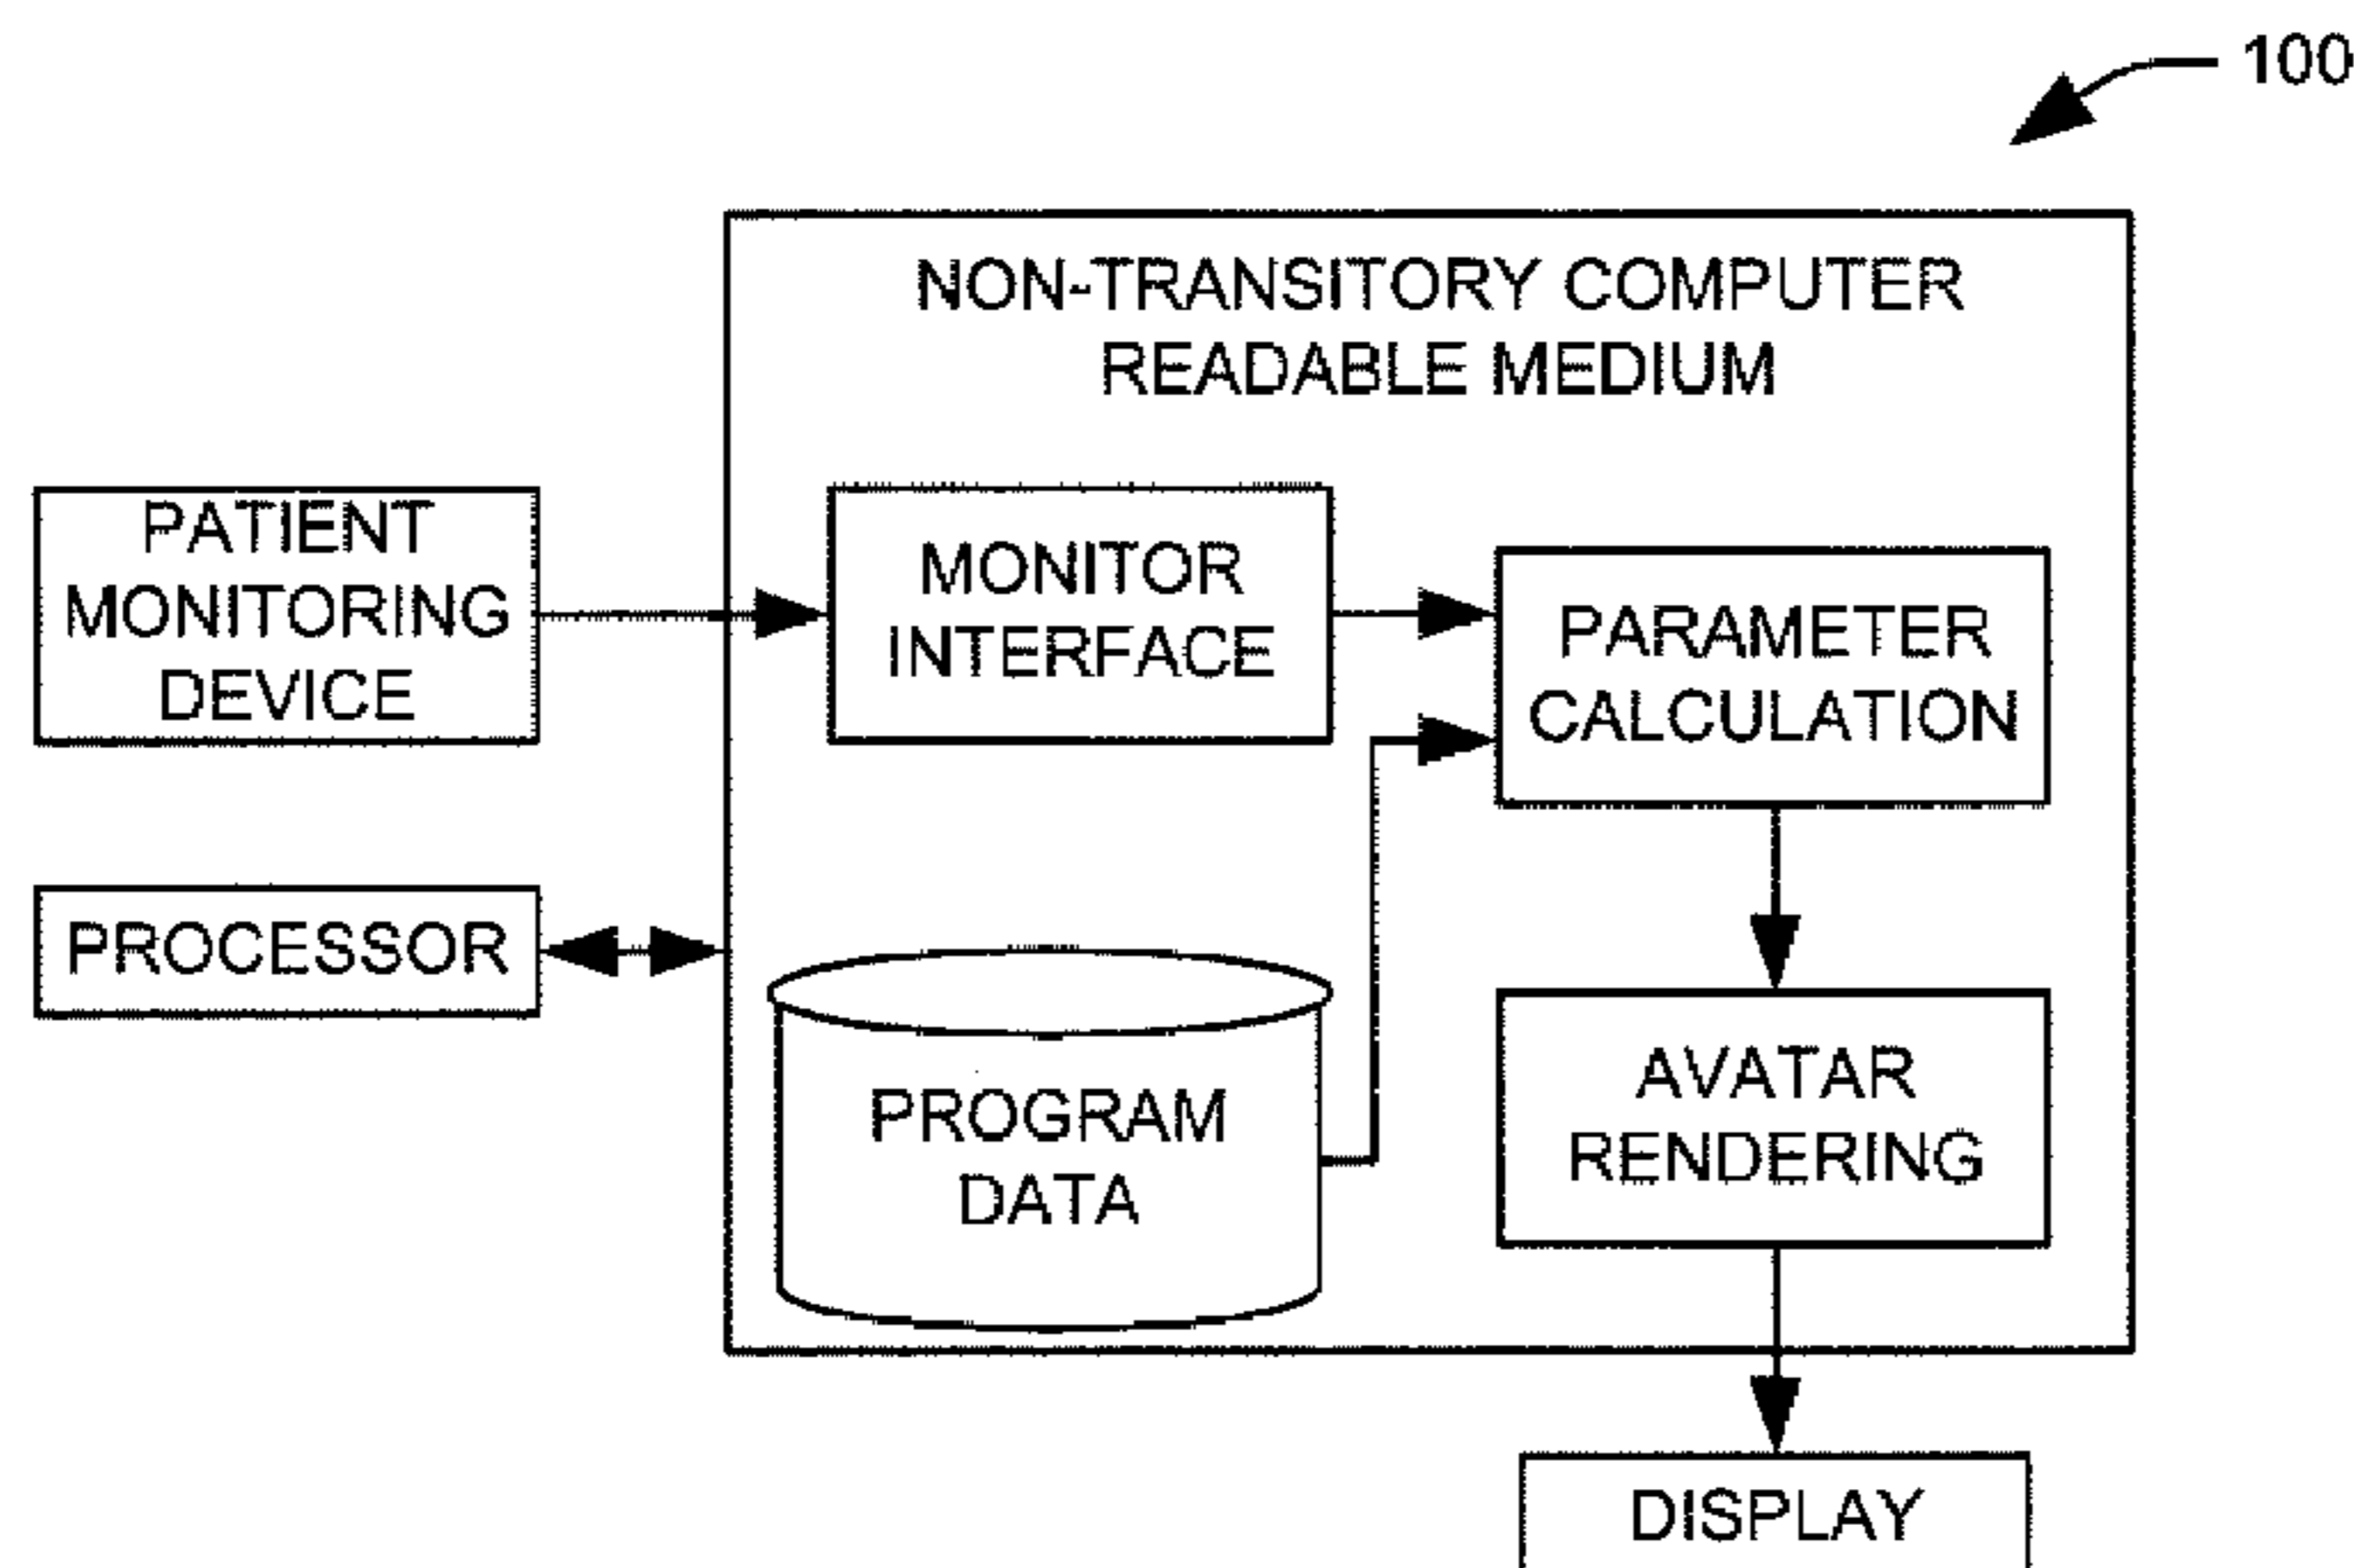 100
NON-TRANSITORY COMPUTER
READABLE MEDIUM
PATIENT
MONITORING
DEVICE
MONITOR
INTERFACE
PARAMETER
CALCULATION
PROCESSOR
PROGRAM
DATA
AVATAR
RENDERING
DISPLAY